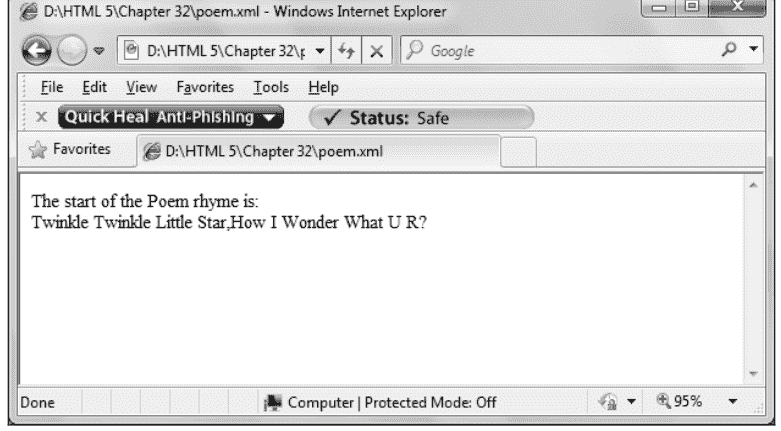 D:\HTML 5\Chapter 32\poem.xml - Windows Internet Explorer
D:\HTML 5\Chapter 32\p Google
File Edit View Favorites Tools Help
Quick Heal Anti-Phishing Status: Safe
Favorites D:\HTML 5\Chapter 32\poem.xml
The start of the Poem rhyme is:
Twinkle Twinkle Little Star,How I Wonder What U R?
Done Computer | Protected Mode: Off 95%